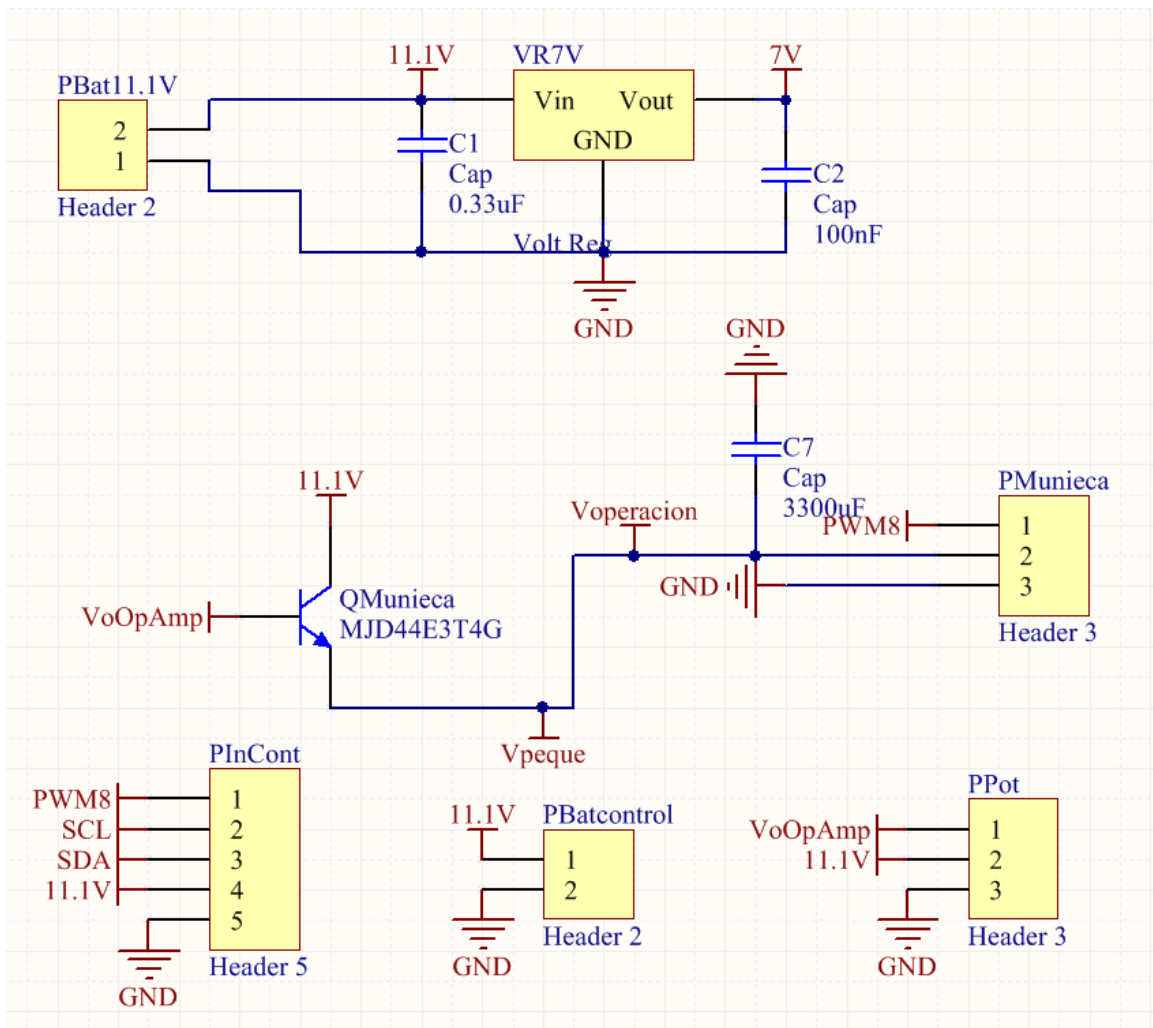 11.1V
VR7V
7V
PBat11.1V
Vin
Vout
2
GND
1
C1
Cap
0.33uF
Header 2
C2
Cap
100nF
Volt Reg
GND
GND
C7
Cap
3300uF
11.1V
PMunieca
Voperacion
PWM8
1
2
3
GND
QMunieca
MJD44E3T4G
VoOpAmp
Header 3
Vpeque
PInCont
PWM8
1
SCL
2
SDA
3
11.1V
4
5
Header 5
GND
11.1V
PBatcontrol
1
2
Header 2
GND
PPot
VoOpAmp
1
11.1V
2
3
Header 3
GND